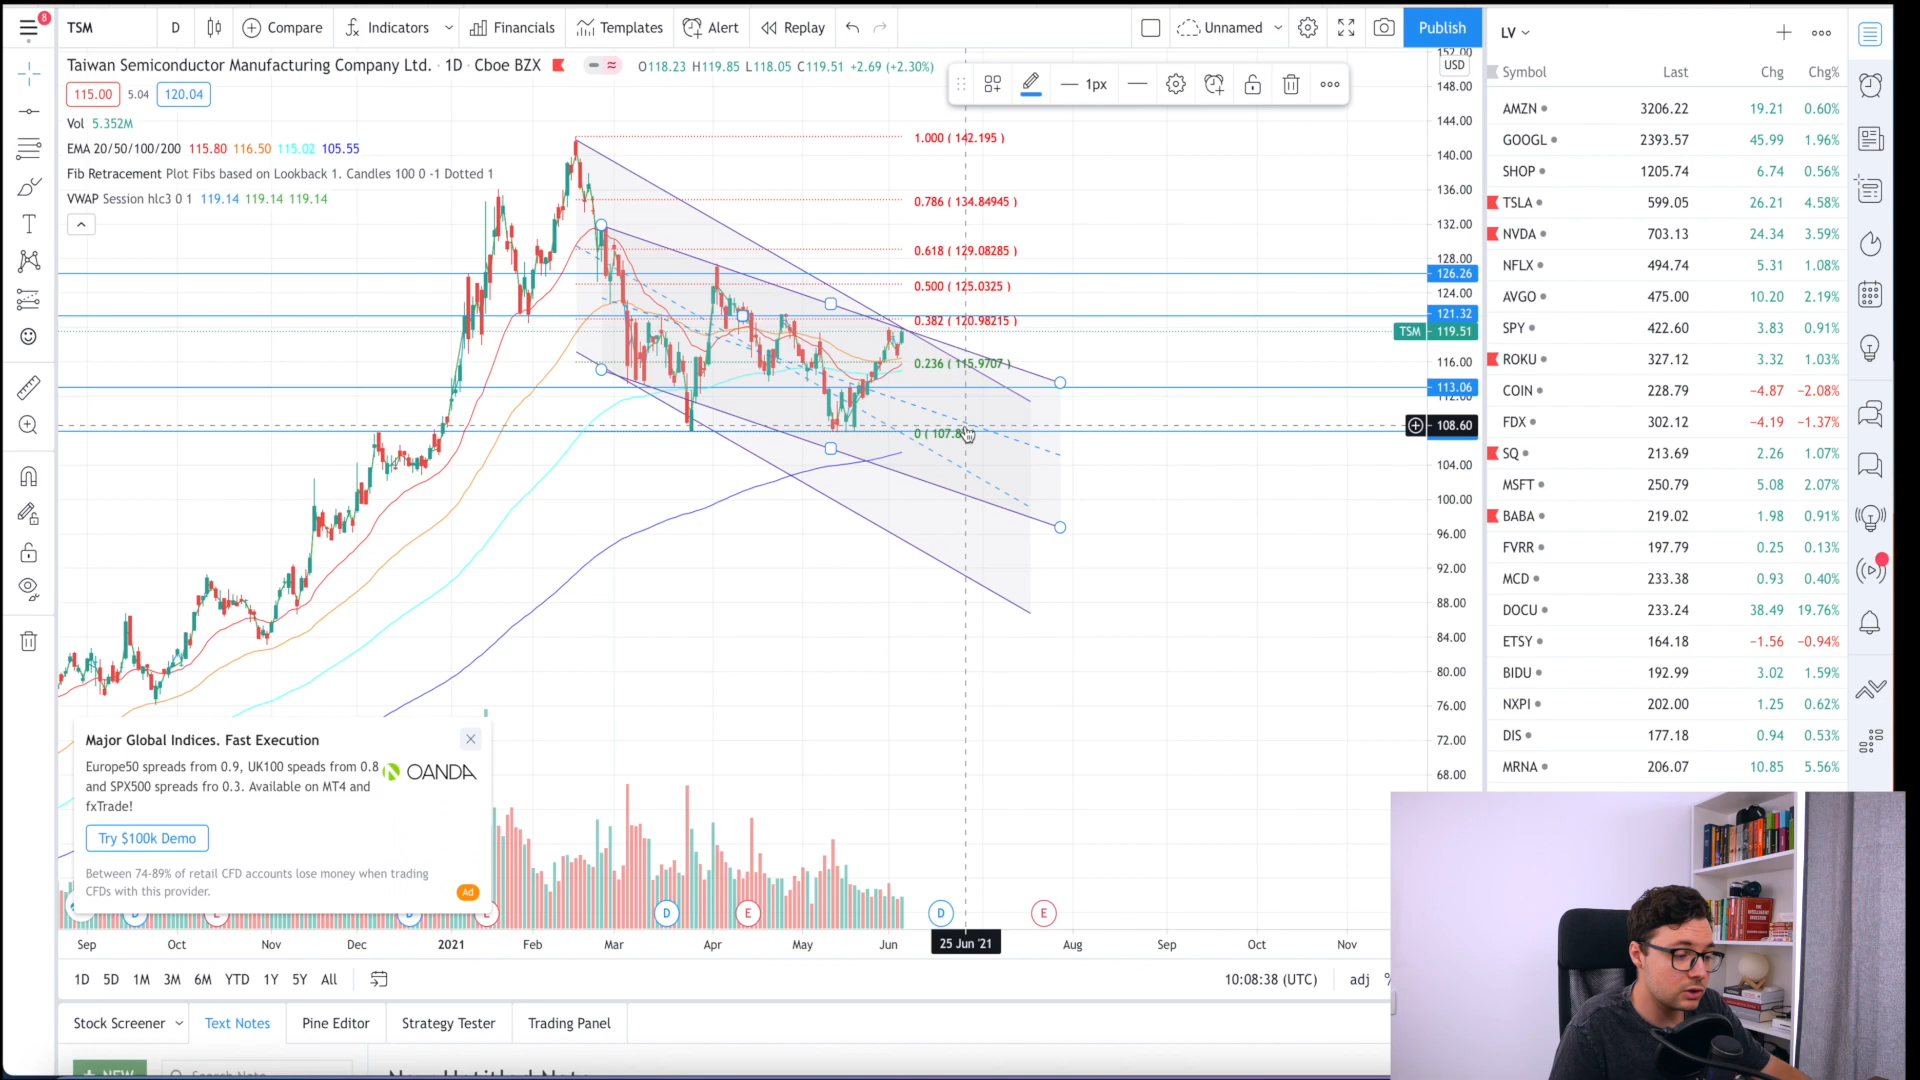 8
TSM
D
Compare
Indicators
Financials
Templates
Alert
Replay
Unnamed
Publish
Taiwan Semiconductor Manufacturing Company Ltd. · 1D · Cboe BZX
O118.23 H119.85 L118.05 C119.51 +2.69 (+2.30%)
115.00 5.04 120.04
Vol 5.352M
EMA 20/50/100/200 115.80 116.50 115.02 105.55
Fib Retracement Plot Fibs based on Lookback 1. Candles 100 0 -1 Dotted 1
VWAP Session hlc3 0 1 119.14 119.14 119.14
1px
1.000 ( 142.195 )
0.786 ( 134.84945 )
0.618 ( 129.08285 )
0.500 ( 125.0325 )
0.382 ( 120.98215 )
0.236 ( 115.9707 )
152.00
USD
148.00
144.00
140.00
136.00
132.00
128.00
126.26
124.00
121.32
TSM 119.51
116.00
113.06
112.00
108.60
104.00
100.00
96.00
92.00
88.00
84.00
80.00
76.00
72.00
68.00
Major Global Indices. Fast Execution
Europe50 spreads from 0.9, UK100 speads from 0.8
and SPX500 spreads fro 0.3. Available on MT4 and
fxTrade!
OANDA
Try $100k Demo
Between 74-89% of retail CFD accounts lose money when trading
CFDs with this provider.
Ad
D E D E
Sep Oct Nov Dec 2021 Feb Mar Apr May Jun 25 Jun '21 Aug Sep Oct Nov
1D 5D 1M 3M 6M YTD 1Y 5Y All
10:08:38 (UTC)
adj
Stock Screener
Text Notes
Pine Editor
Strategy Tester
Trading Panel
LV
Symbol Last Chg Chg%
AMZN 3206.22 19.21 0.60%
GOOGL 2393.57 45.99 1.96%
SHOP 1205.74 6.74 0.56%
TSLA 599.05 26.21 4.58%
NVDA 703.13 24.34 3.59%
NFLX 494.74 5.31 1.08%
AVGO 475.00 10.20 2.19%
SPY 422.60 3.83 0.91%
ROKU 327.12 3.32 1.03%
COIN 228.79 −4.87 −2.08%
FDX 302.12 −4.19 −1.37%
SQ 213.69 2.26 1.07%
MSFT 250.79 5.08 2.07%
BABA 219.02 1.98 0.91%
FVRR 197.79 0.25 0.13%
MCD 233.38 0.93 0.40%
DOCU 233.24 38.49 19.76%
ETSY 164.18 −1.56 −0.94%
BIDU 192.99 3.02 1.59%
NXPI 202.00 1.25 0.62%
DIS 177.18 0.94 0.53%
MRNA 206.07 10.85 5.56%